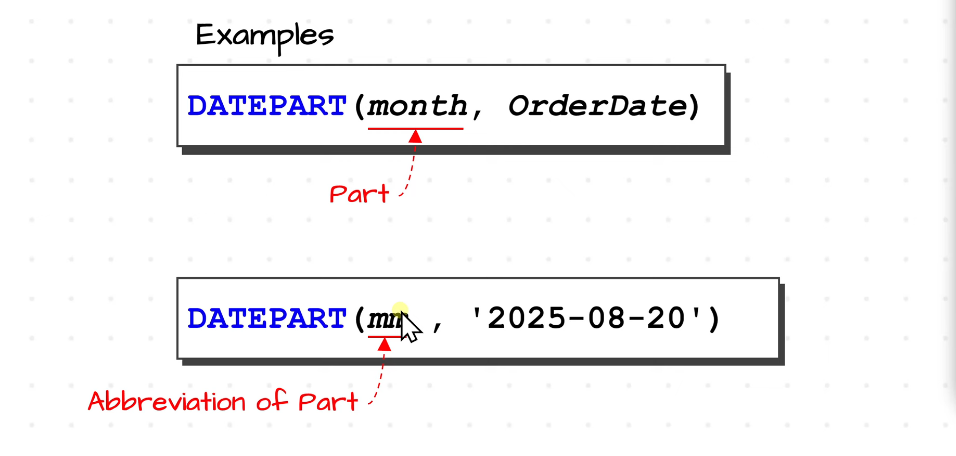 Examples
DATEPART(month, OrderDate)
Part
DATEPART(mm , '2025-08-20')
Abbreviation of Part